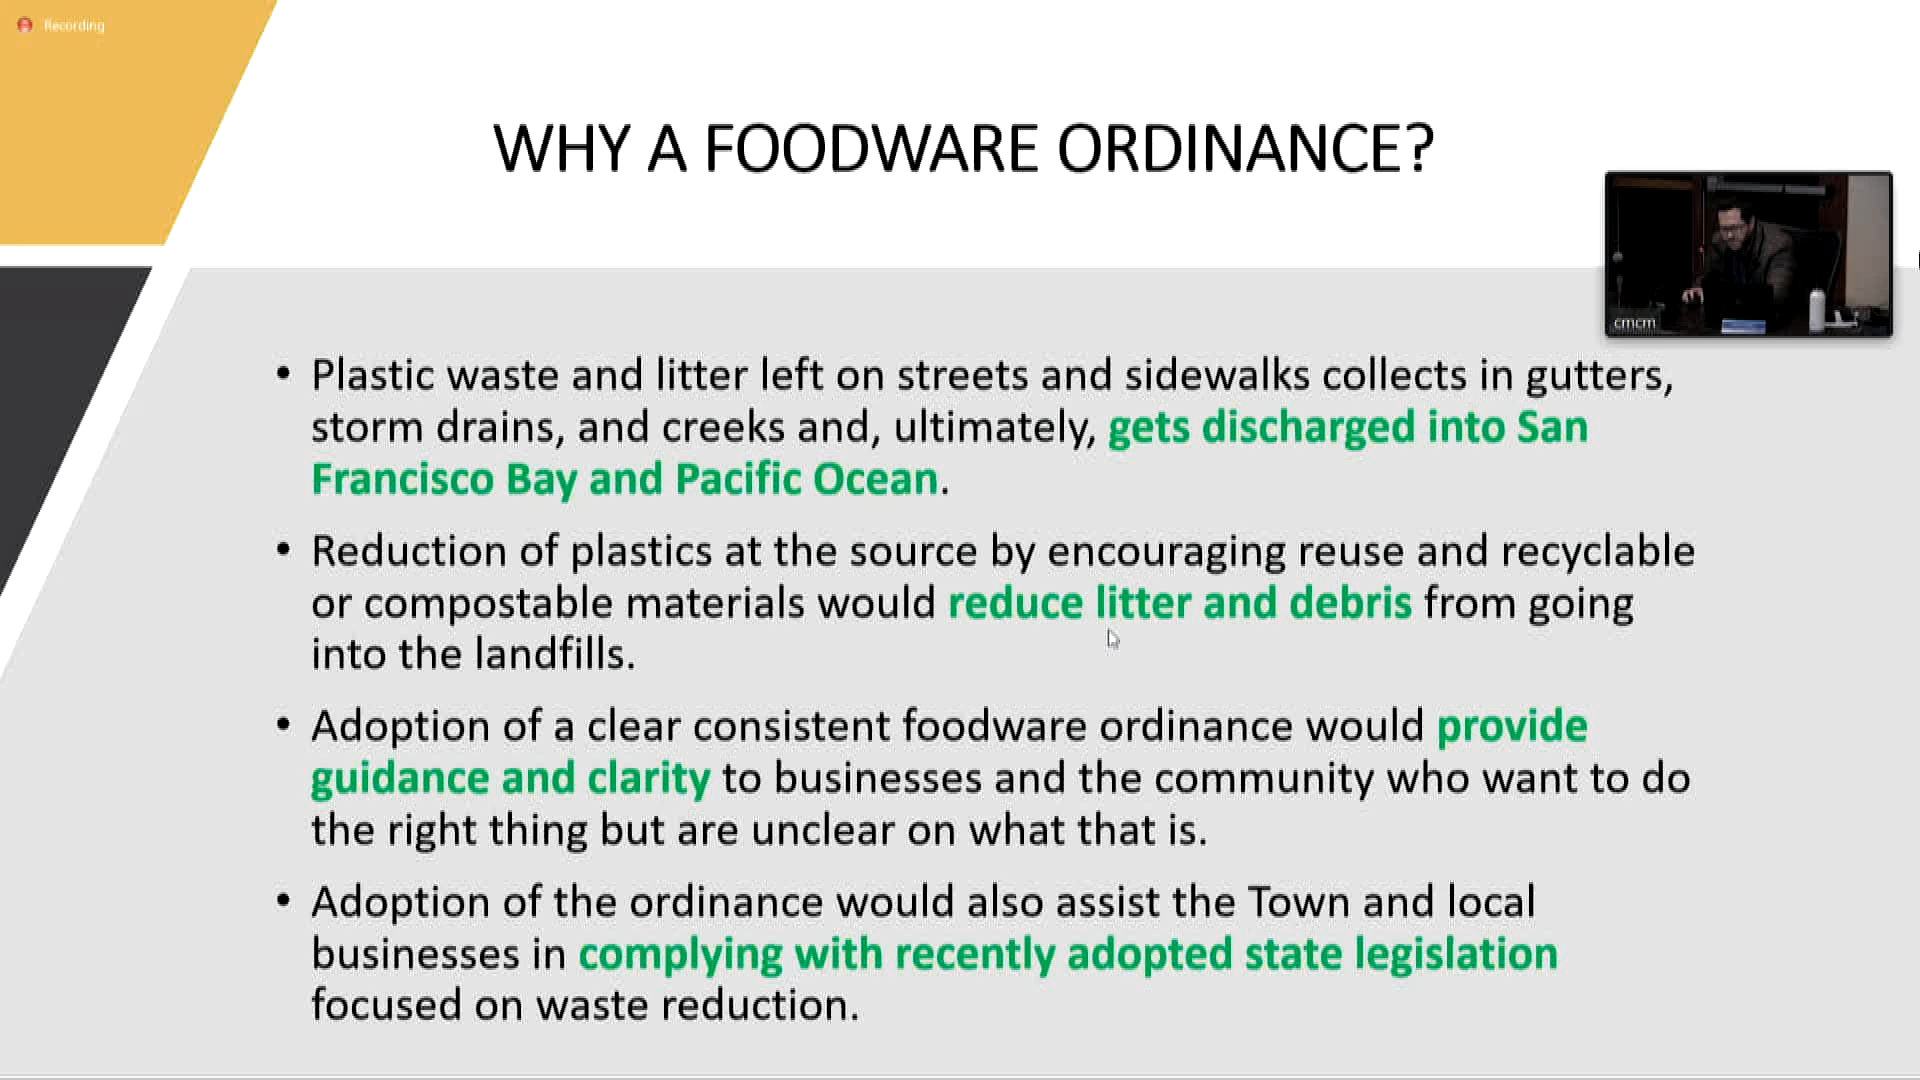 Recording
WHY A FOODWARE ORDINANCE?
cmcm
• Plastic waste and litter left on streets and sidewalks collects in gutters,
storm drains, and creeks and, ultimately, gets discharged into San
Francisco Bay and Pacific Ocean.
• Reduction of plastics at the source by encouraging reuse and recyclable
or compostable materials would reduce litter and debris from going
into the landfills.
• Adoption of a clear consistent foodware ordinance would provide
guidance and clarity to businesses and the community who want to do
the right thing but are unclear on what that is.
• Adoption of the ordinance would also assist the Town and local
businesses in complying with recently adopted state legislation
focused on waste reduction.